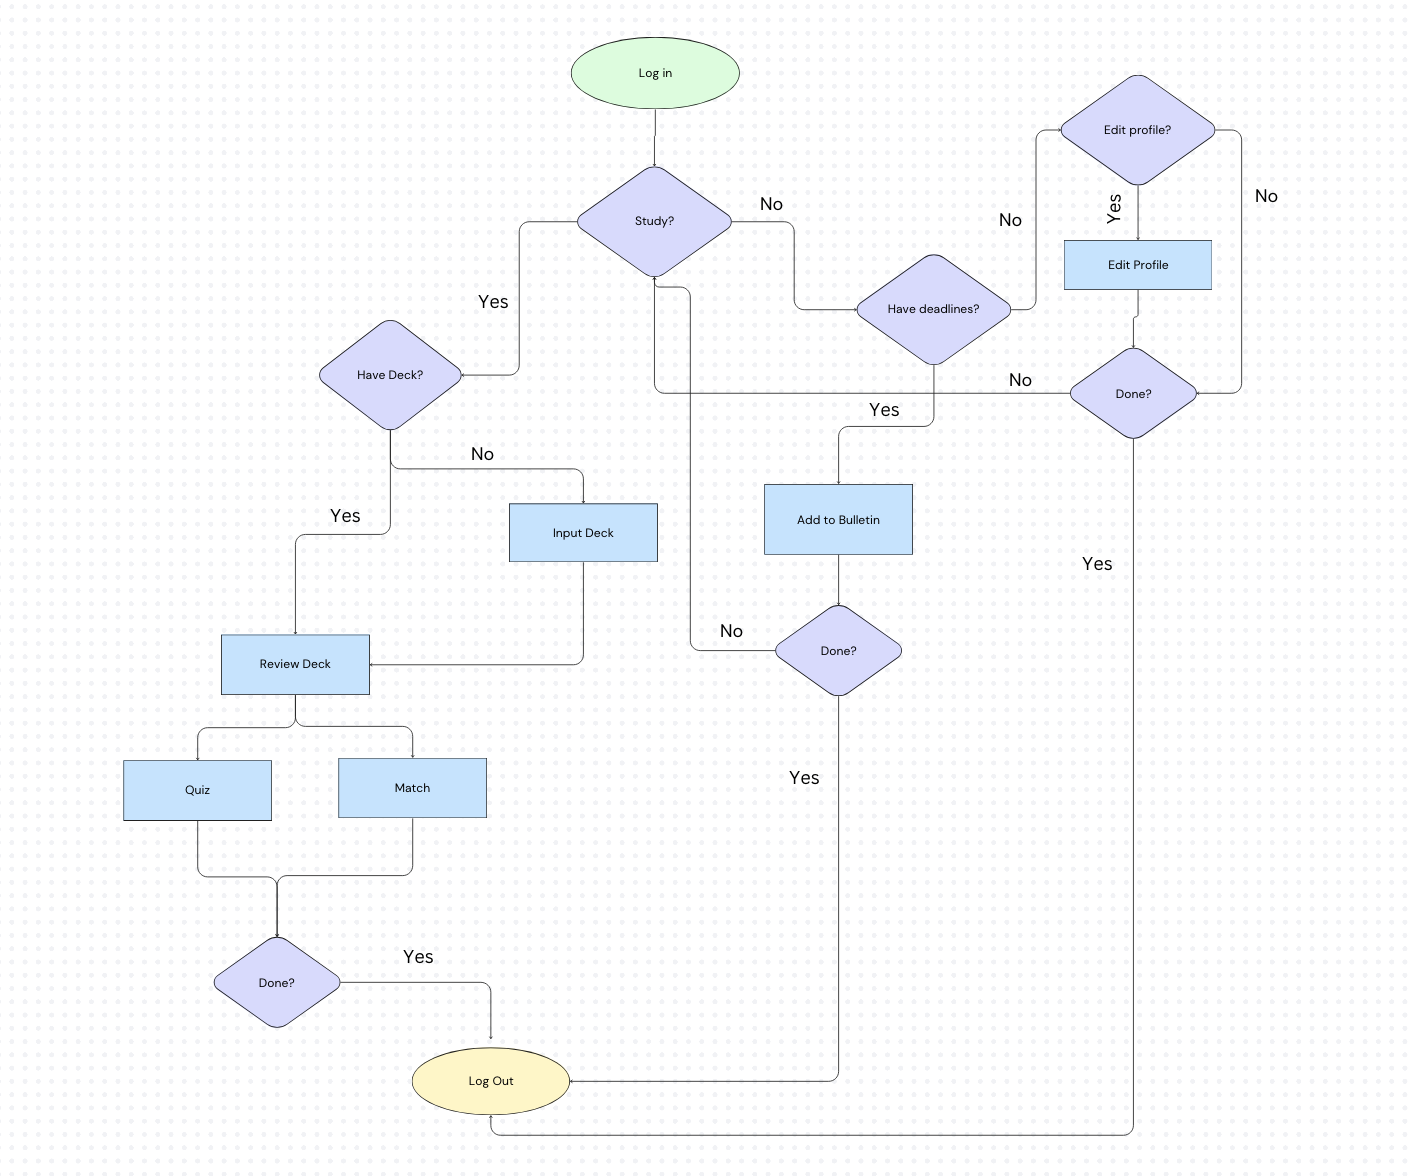 Log in
Edit profile?
No
Yes
No
Study?
No
Edit Profile
Yes
Have deadlines?
Have Deck?
No
Done?
Yes
No
Yes
Add to Bulletin
Input Deck
Yes
No
Done?
Review Deck
Yes
Quiz
Match
Yes
Done?
Log Out